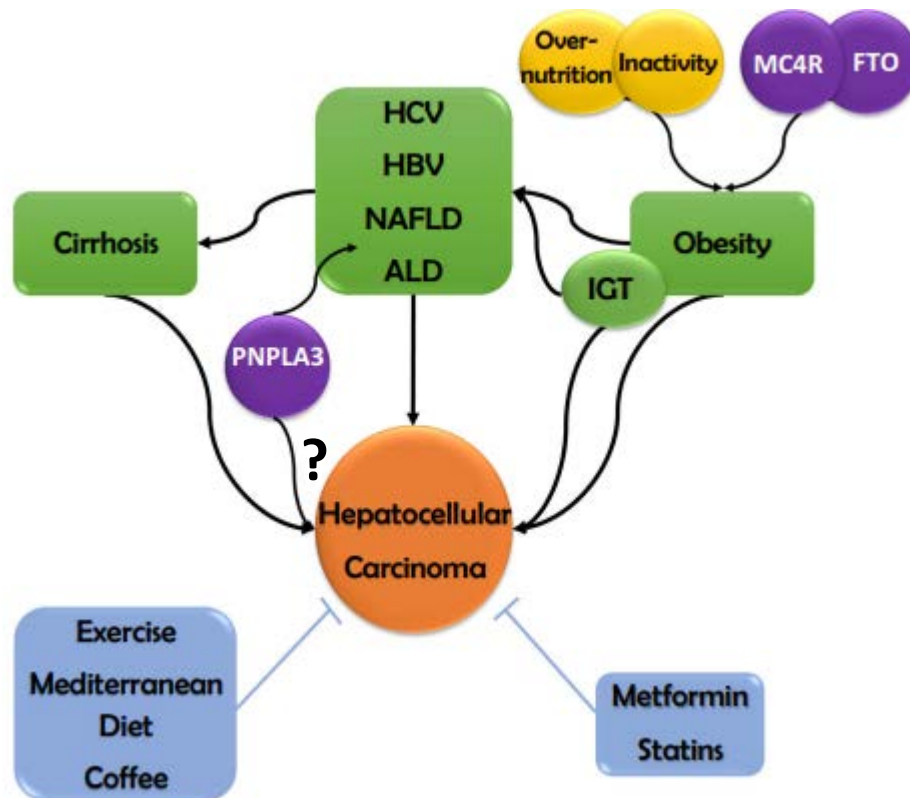 Over-
nutrition
Inactivity
MC4R
FTO
HCV
HBV
NAFLD
ALD
Cirrhosis
Obesity
IGT
PNPLA3
?
Hepatocellular
Carcinoma
Exercise
Mediterranean
Diet
Coffee
Metformin
Statins